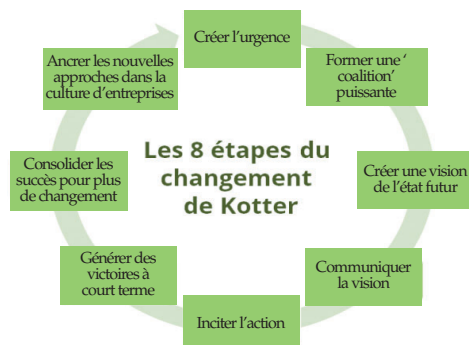 Créer l'urgence
Former une ‘
coalition’
puissante
Créer une vision
de l'état futur
Communiquer
la vision
Inciter l'action
Générer des
victoires à
court terme
Consolider les
succès pour plus
de changement
Ancrer les nouvelles
approches dans la
culture d'entreprises
Les 8 étapes du
changement
de Kotter